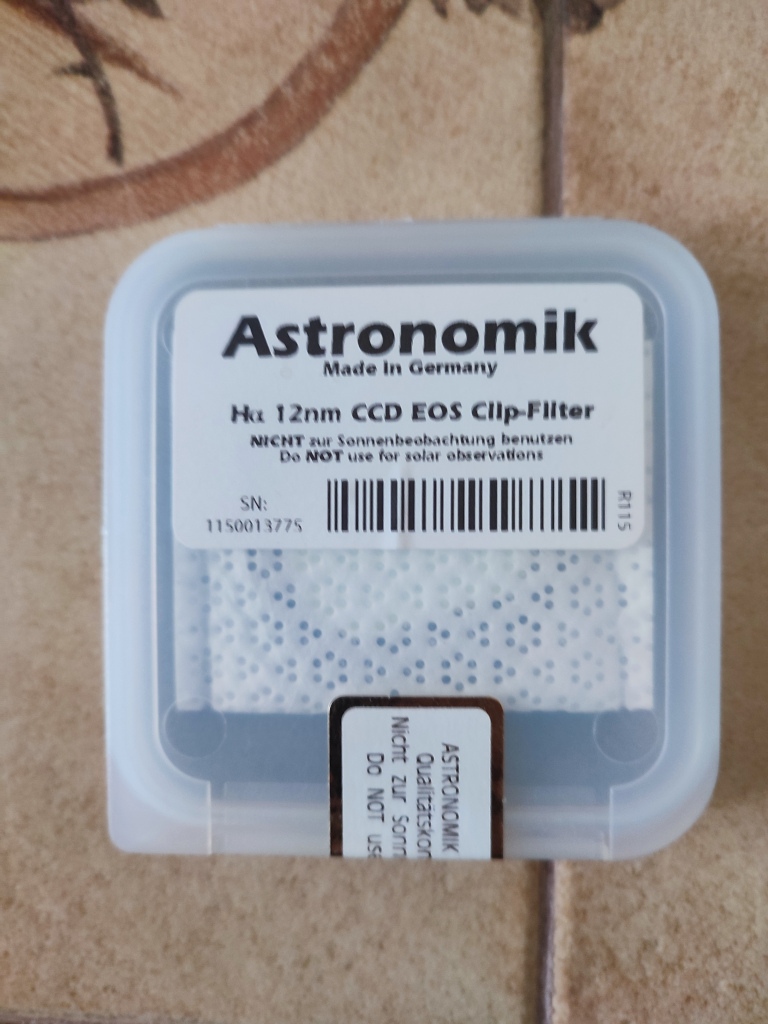 Astronomik
Made In Germany
Hα 12nm CCD EOS Clip-Filter
NICHT zur Sonnenbeobachtung benutzen
Do NOT use for solar observations
SN:
1150013775
R115
ASTRONOMIK
Qualitätskon
Nicht zur Sonn
Do NOT use